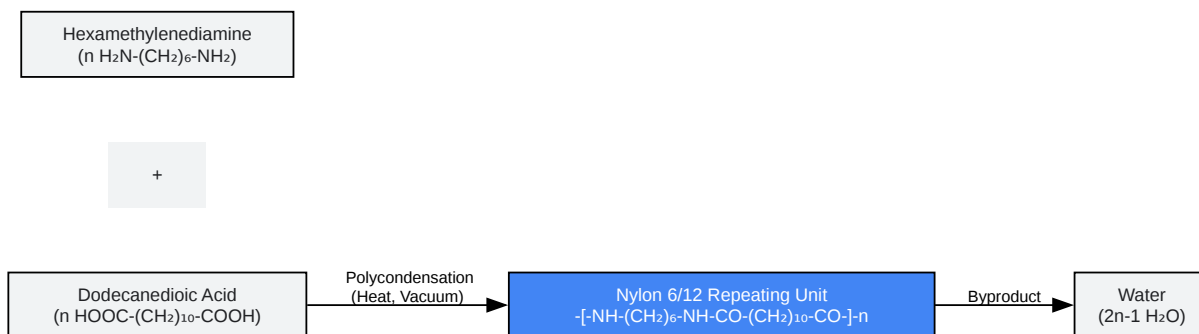 Hexamethylenediamine
(n H₂N-(CH₂)₆-NH₂)
+
Dodecanedioic Acid
(n HOOC-(CH₂)₁₀-COOH)
Polycondensation
(Heat, Vacuum)
Nylon 6/12 Repeating Unit
-[-NH-(CH₂)₆-NH-CO-(CH₂)₁₀-CO-]-n
Byproduct
Water
(2n-1 H₂O)